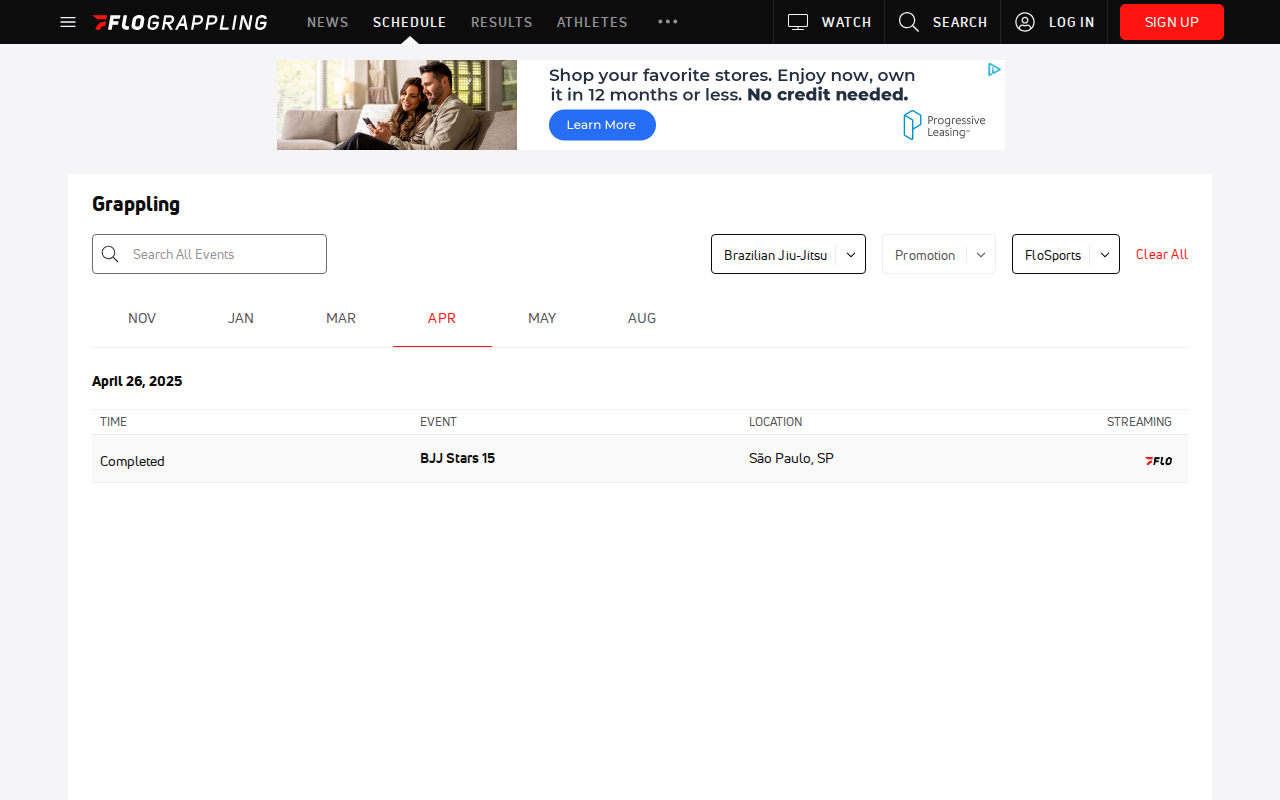 FLOGRAPPLING NEWS SCHEDULE RESULTS ATHLETES WATCH SEARCH LOG IN SIGN UP
Shop your favorite stores. Enjoy now, own
it in 12 months or less. No credit needed.
Learn More
Progressive
Leasing
Grappling
Search All Events Brazilian Jiu-Jitsu Promotion FloSports Clear All
NOV JAN MAR APR MAY AUG
April 26, 2025
TIME EVENT LOCATION STREAMING
Completed BJJ Stars 15 São Paulo, SP FLO